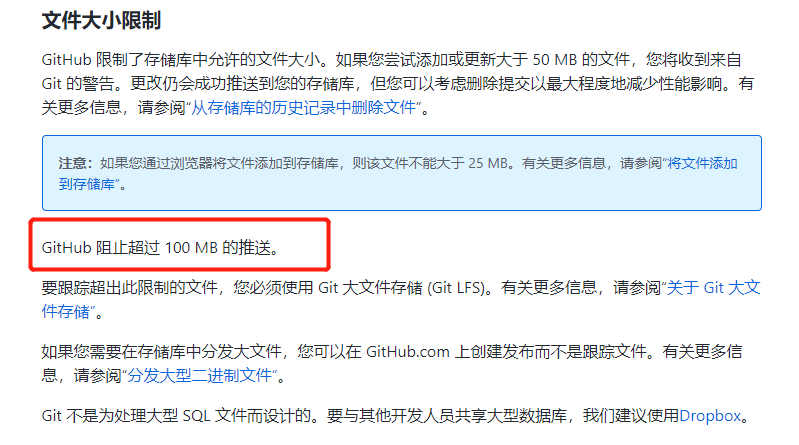 文件大小限制
GitHub 限制了存储库中允许的文件大小。如果您尝试添加或更新大于 50 MB 的文件，您将收到来自
Git 的警告。更改仍会成功推送到您的存储库，但您可以考虑删除提交以最大程度地减少性能影响。有
关更多信息，请参阅“从存储库的历史记录中删除文件”。
注意：如果您通过浏览器将文件添加到存储库，则该文件不能大于 25 MB。有关更多信息，请参阅“将文件添加
到存储库”。
GitHub 阻止超过 100 MB 的推送。
要跟踪超出此限制的文件，您必须使用 Git 大文件存储 (Git LFS)。有关更多信息，请参阅“关于 Git 大文
件存储”。
如果您需要在存储库中分发大文件，您可以在 GitHub.com 上创建发布而不是跟踪文件。有关更多信
息，请参阅“分发大型二进制文件”。
Git 不是为处理大型 SQL 文件而设计的。要与其他开发人员共享大型数据库，我们建议使用Dropbox。